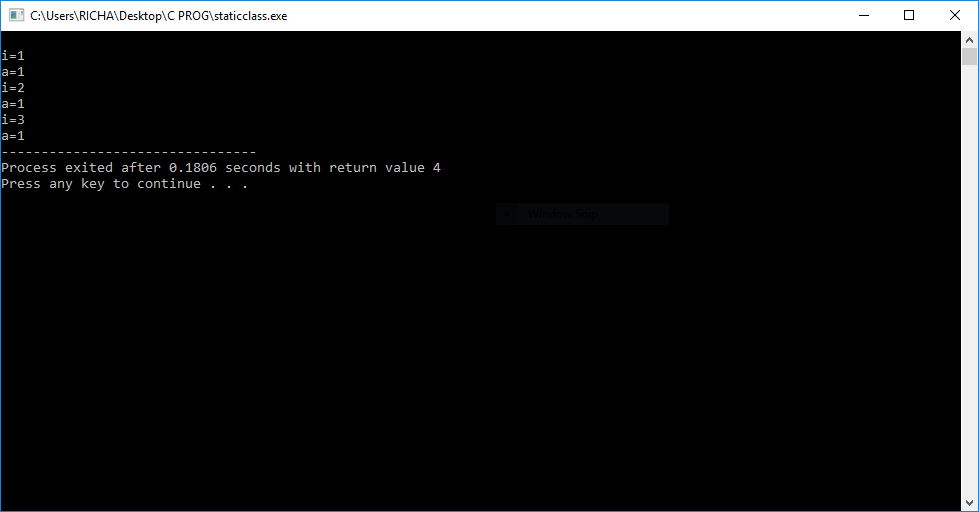 C:\Users\RICHA\Desktop\C PROG\staticclass.exe
i=1
a=1
i=2
a=1
i=3
a=1
--------------------------------
Process exited after 0.1806 seconds with return value 4
Press any key to continue . . .
Window Snip